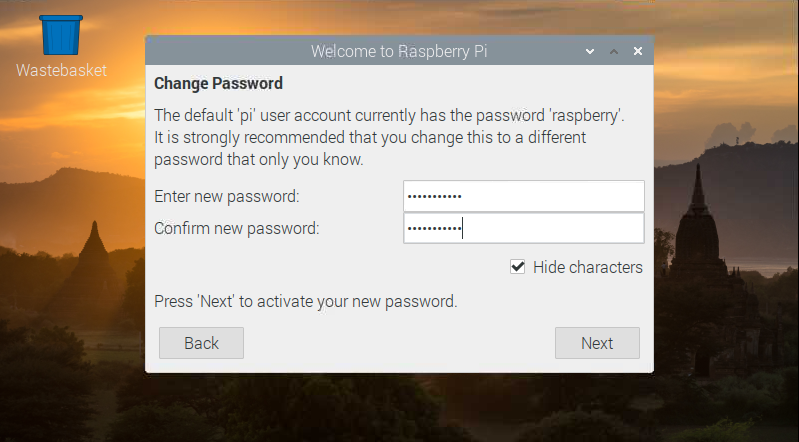 Wastebasket
Welcome to Raspberry Pi
Change Password
The default 'pi' user account currently has the password 'raspberry'.
It is strongly recommended that you change this to a different
password that only you know.
Enter new password: •••••••••••
Confirm new password: •••••••••••
Hide characters
Press 'Next' to activate your new password.
Back Next